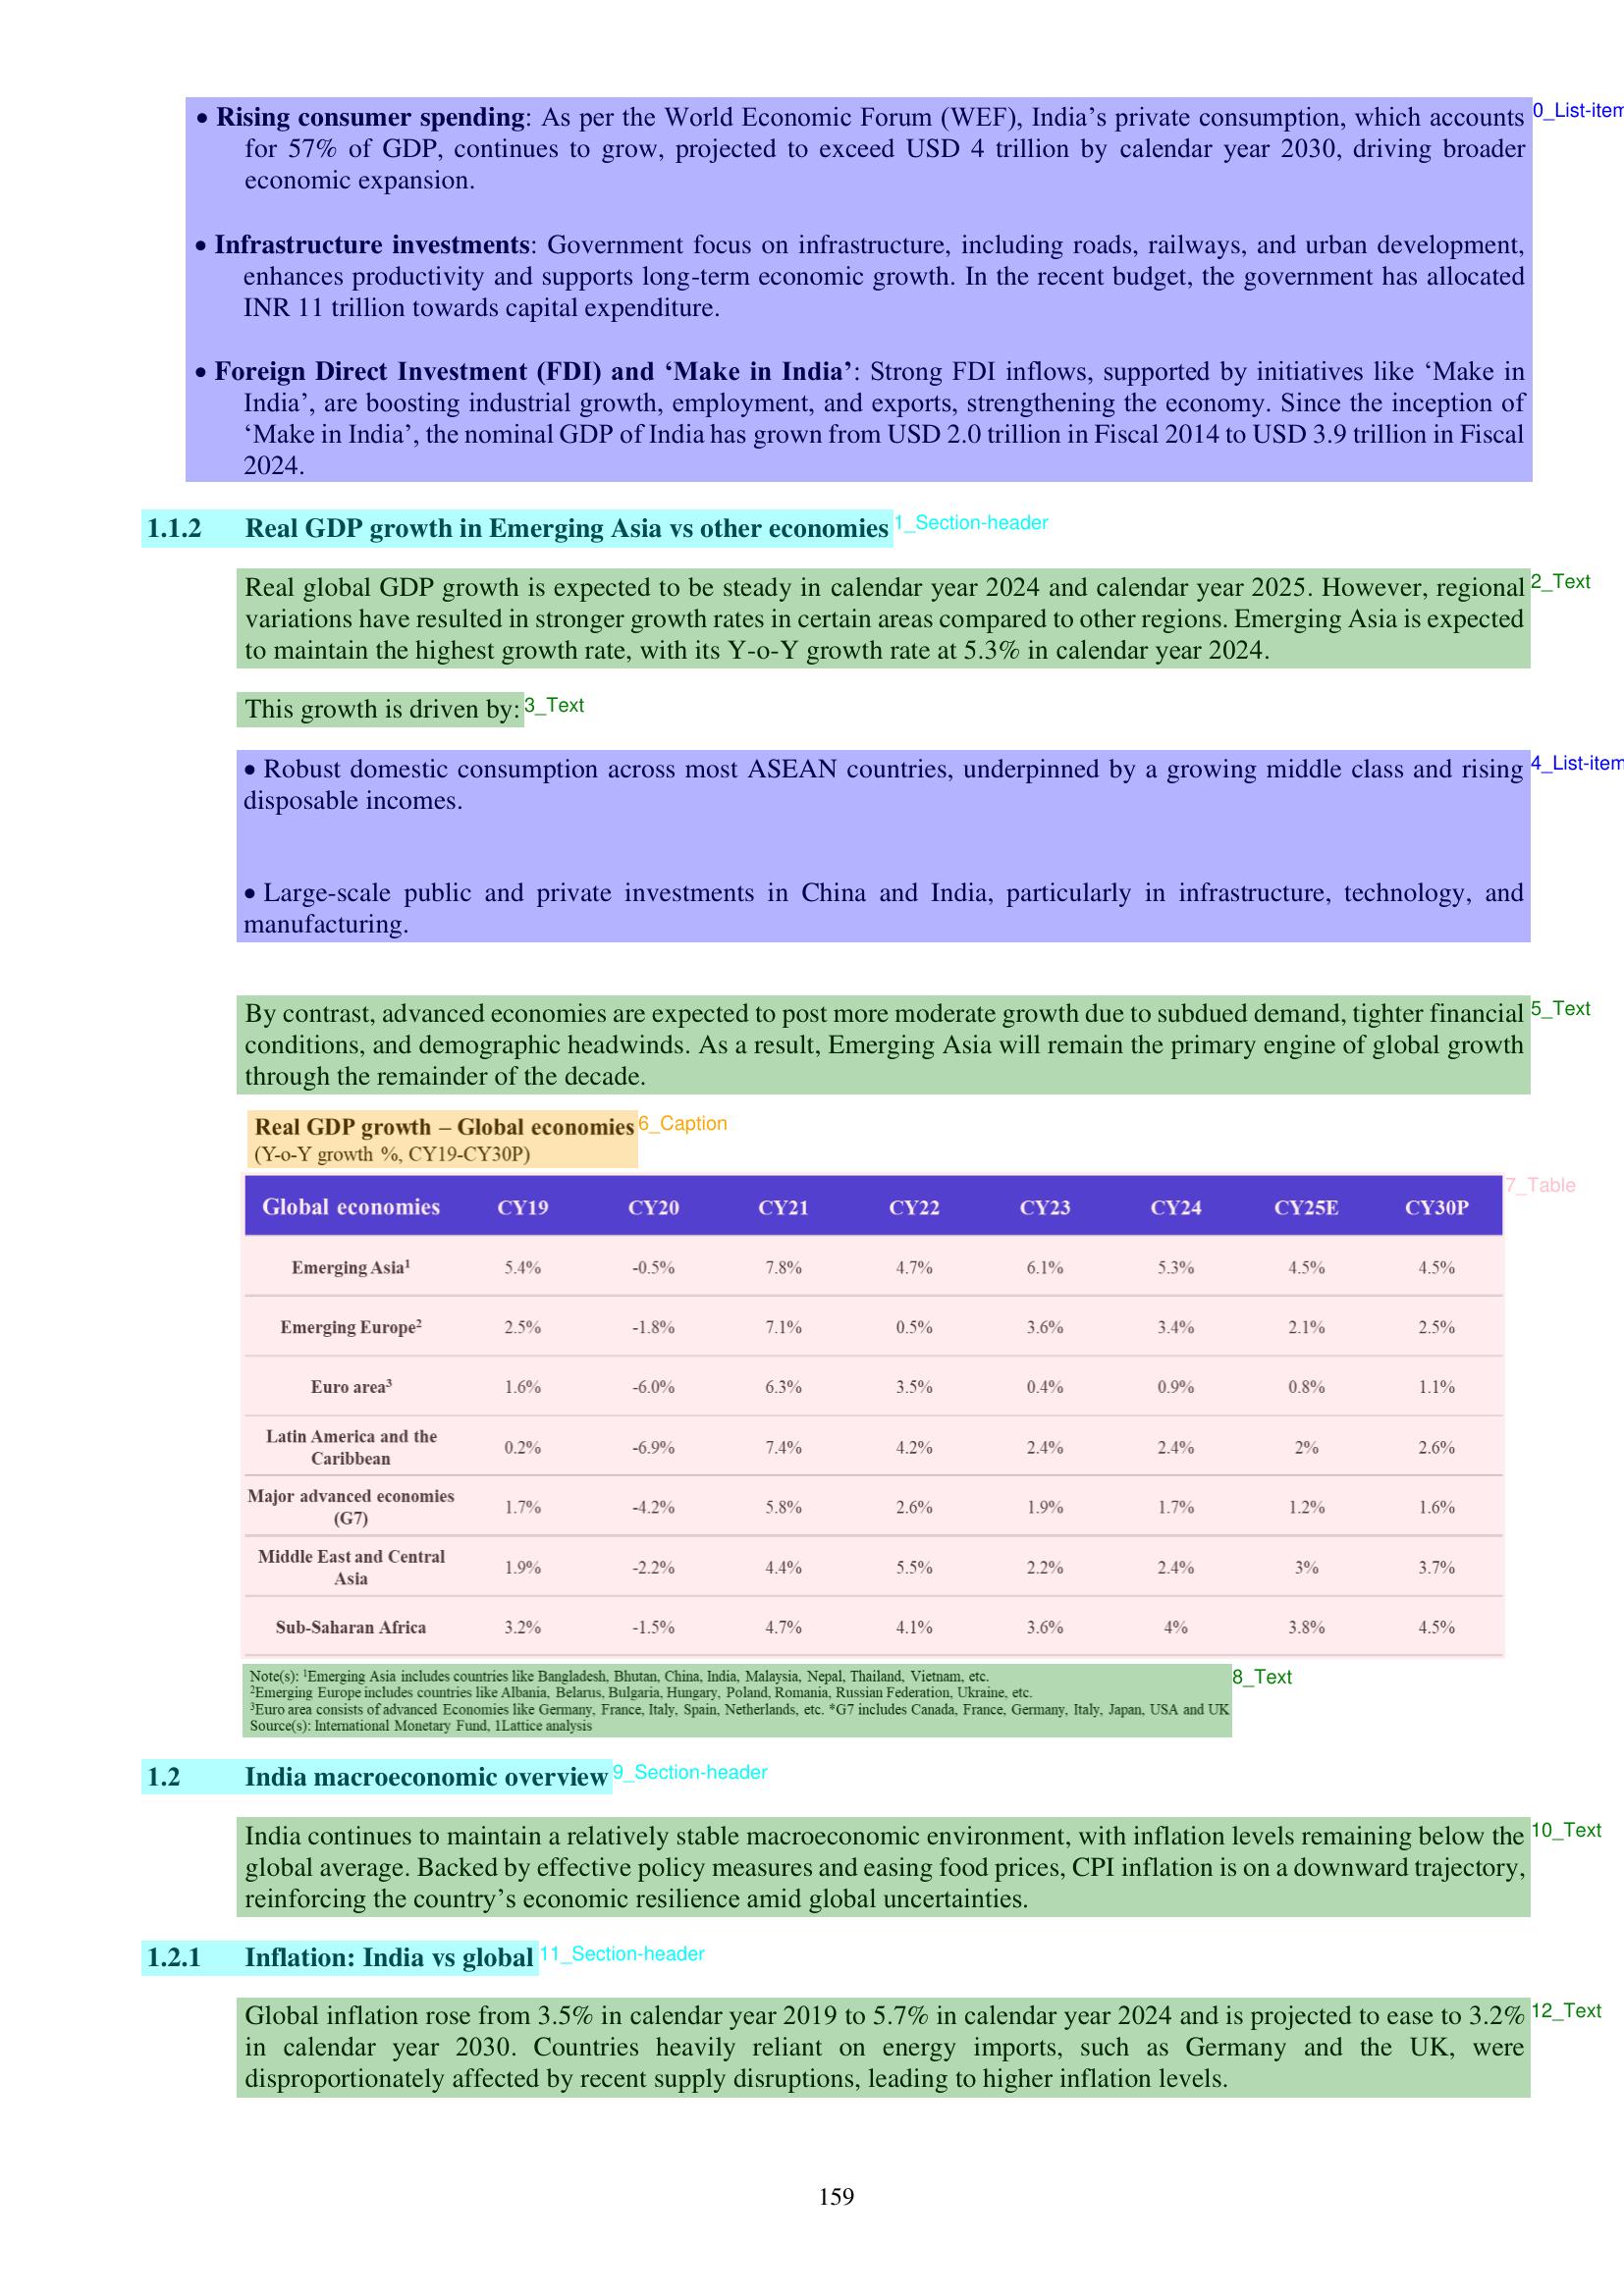 • Rising consumer spending: As per the World Economic Forum (WEF), India’s private consumption, which accounts
for 57% of GDP, continues to grow, projected to exceed USD 4 trillion by calendar year 2030, driving broader
economic expansion.
0_List-item
• Infrastructure investments: Government focus on infrastructure, including roads, railways, and urban development,
enhances productivity and supports long-term economic growth. In the recent budget, the government has allocated
INR 11 trillion towards capital expenditure.
• Foreign Direct Investment (FDI) and ‘Make in India’: Strong FDI inflows, supported by initiatives like ‘Make in
India’, are boosting industrial growth, employment, and exports, strengthening the economy. Since the inception of
‘Make in India’, the nominal GDP of India has grown from USD 2.0 trillion in Fiscal 2014 to USD 3.9 trillion in Fiscal
2024.
1.1.2 Real GDP growth in Emerging Asia vs other economies 1_Section-header
Real global GDP growth is expected to be steady in calendar year 2024 and calendar year 2025. However, regional 2_Text
variations have resulted in stronger growth rates in certain areas compared to other regions. Emerging Asia is expected
to maintain the highest growth rate, with its Y-o-Y growth rate at 5.3% in calendar year 2024.
This growth is driven by: 3_Text
• Robust domestic consumption across most ASEAN countries, underpinned by a growing middle class and rising 4_List-item
disposable incomes.
• Large-scale public and private investments in China and India, particularly in infrastructure, technology, and
manufacturing.
By contrast, advanced economies are expected to post more moderate growth due to subdued demand, tighter financial 5_Text
conditions, and demographic headwinds. As a result, Emerging Asia will remain the primary engine of global growth
through the remainder of the decade.
Real GDP growth – Global economies 6_Caption
(Y-o-Y growth %, CY19-CY30P)
7_Table
Global economies CY19 CY20 CY21 CY22 CY23 CY24 CY25E CY30P
Emerging Asia¹ 5.4% -0.5% 7.8% 4.7% 6.1% 5.3% 4.5% 4.5%
Emerging Europe² 2.5% -1.8% 7.1% 0.5% 3.6% 3.4% 2.1% 2.5%
Euro area³ 1.6% -6.0% 6.3% 3.5% 0.4% 0.9% 0.8% 1.1%
Latin America and the
Caribbean 0.2% -6.9% 7.4% 4.2% 2.4% 2.4% 2% 2.6%
Major advanced economies
(G7) 1.7% -4.2% 5.8% 2.6% 1.9% 1.7% 1.2% 1.6%
Middle East and Central
Asia 1.9% -2.2% 4.4% 5.5% 2.2% 2.4% 3% 3.7%
Sub-Saharan Africa 3.2% -1.5% 4.7% 4.1% 3.6% 4% 3.8% 4.5%
Note(s): ¹Emerging Asia includes countries like Bangladesh, Bhutan, China, India, Malaysia, Nepal, Thailand, Vietnam, etc. 8_Text
²Emerging Europe includes countries like Albania, Belarus, Bulgaria, Hungary, Poland, Romania, Russian Federation, Ukraine, etc.
³Euro area consists of advanced Economies like Germany, France, Italy, Spain, Netherlands, etc. *G7 includes Canada, France, Germany, Italy, Japan, USA and UK
Source(s): International Monetary Fund, 1Lattice analysis
1.2 India macroeconomic overview 9_Section-header
India continues to maintain a relatively stable macroeconomic environment, with inflation levels remaining below the 10_Text
global average. Backed by effective policy measures and easing food prices, CPI inflation is on a downward trajectory,
reinforcing the country’s economic resilience amid global uncertainties.
1.2.1 Inflation: India vs global 11_Section-header
Global inflation rose from 3.5% in calendar year 2019 to 5.7% in calendar year 2024 and is projected to ease to 3.2% 12_Text
in calendar year 2030. Countries heavily reliant on energy imports, such as Germany and the UK, were
disproportionately affected by recent supply disruptions, leading to higher inflation levels.
159